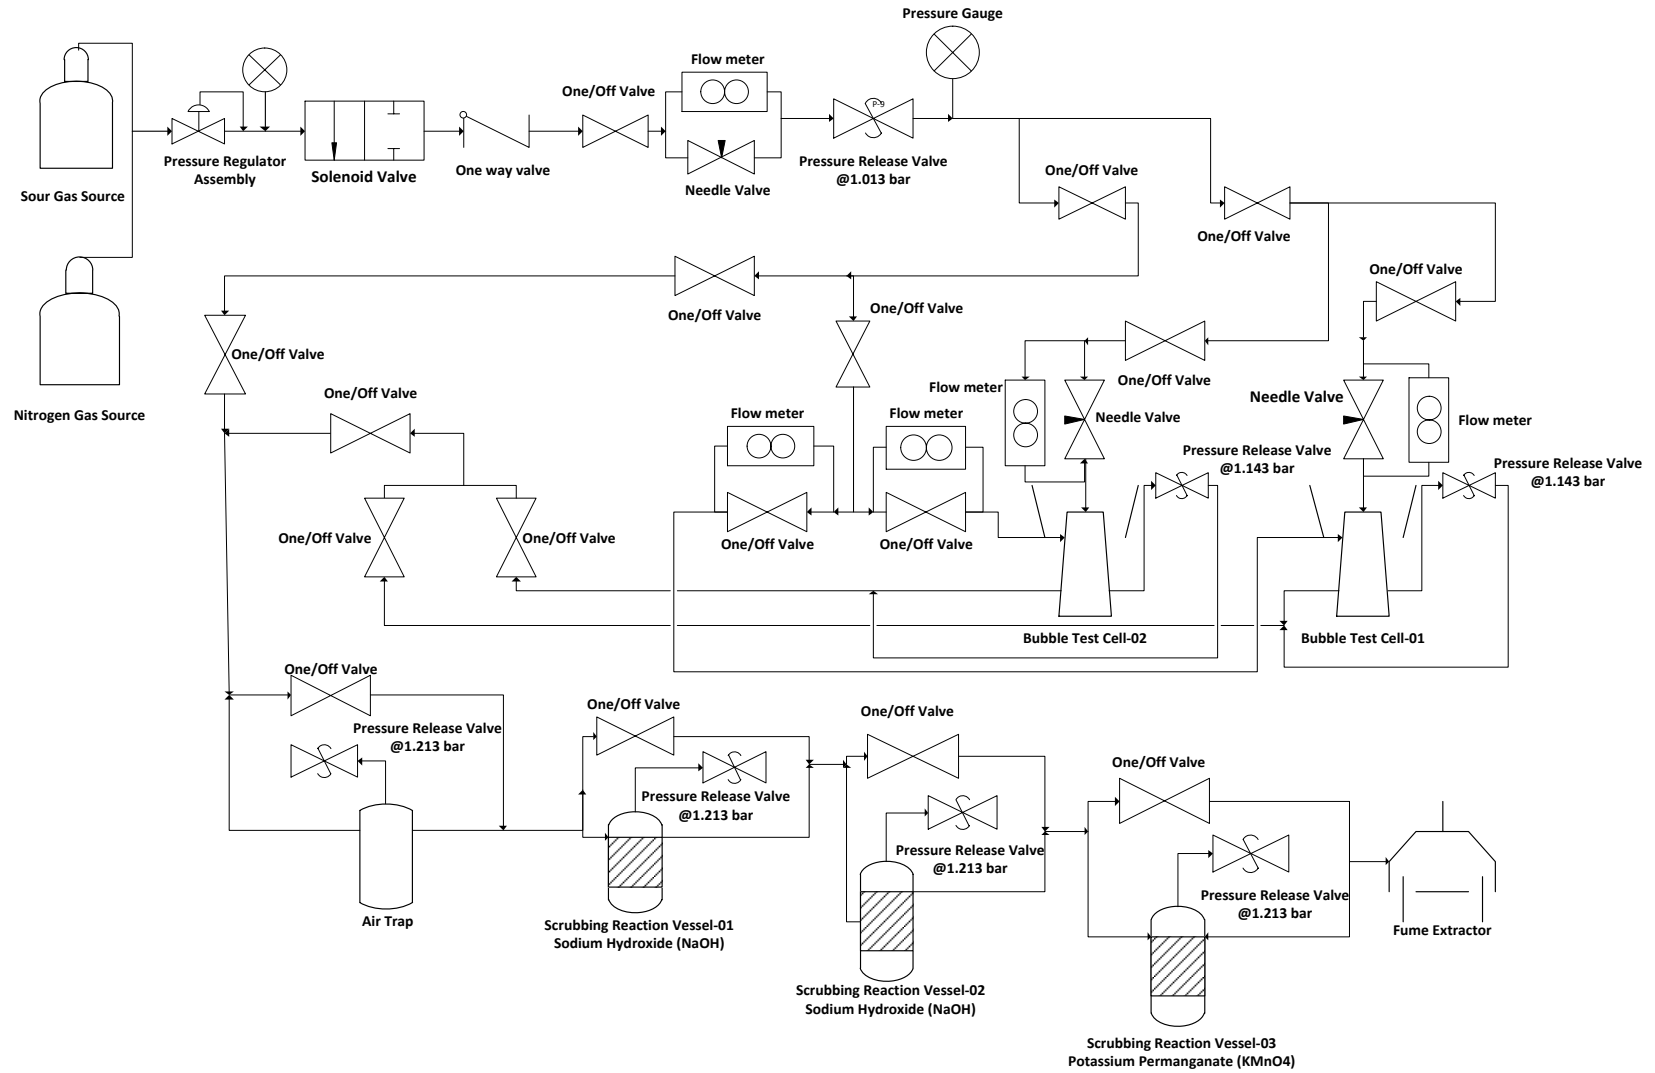 Pressure Gauge
Flow meter
One/Off Valve
P-9
Pressure Regulator
Assembly
Solenoid Valve
One way valve
Needle Valve
Pressure Release Valve
@1.013 bar
One/Off Valve
Sour Gas Source
One/Off Valve
One/Off Valve
One/Off Valve
One/Off Valve
One/Off Valve
One/Off Valve
One/Off Valve
Flow meter
Needle Valve
Needle Valve
Flow meter
Nitrogen Gas Source
One/Off Valve
Flow meter
Flow meter
Pressure Release Valve
@1.143 bar
Pressure Release Valve
@1.143 bar
One/Off Valve
One/Off Valve
One/Off Valve
One/Off Valve
Bubble Test Cell-02
Bubble Test Cell-01
One/Off Valve
One/Off Valve
One/Off Valve
Pressure Release Valve
@1.213 bar
One/Off Valve
Pressure Release Valve
@1.213 bar
Pressure Release Valve
@1.213 bar
Pressure Release Valve
@1.213 bar
Air Trap
Scrubbing Reaction Vessel-01
Sodium Hydroxide (NaOH)
Fume Extractor
Scrubbing Reaction Vessel-02
Sodium Hydroxide (NaOH)
Scrubbing Reaction Vessel-03
Potassium Permanganate (KMnO4)